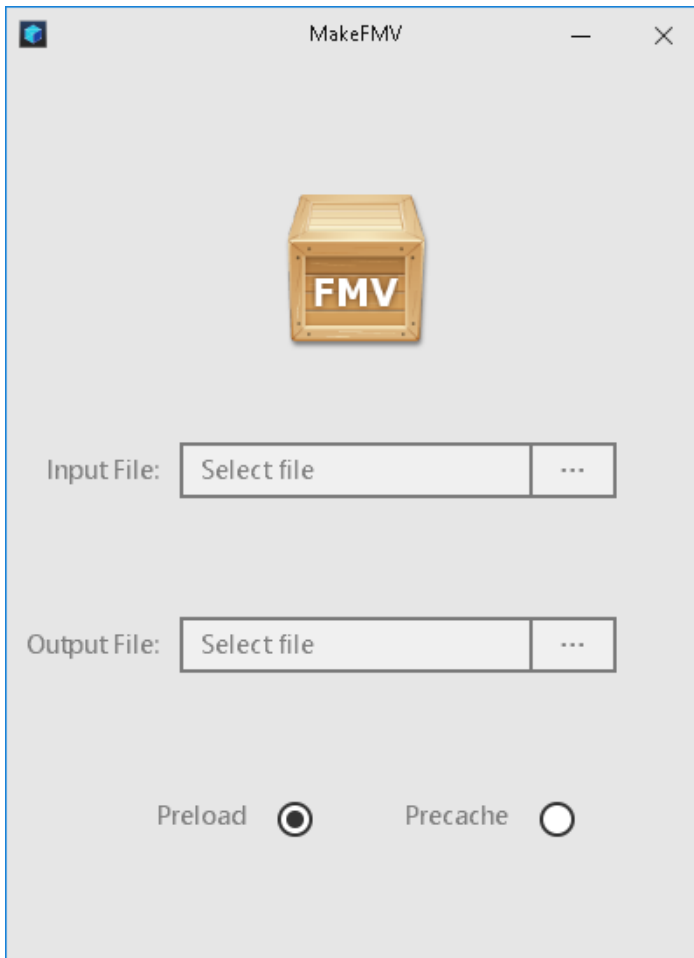 MakeFMV
FMV
Input File: Select file ...
Output File: Select file ...
Preload Precache